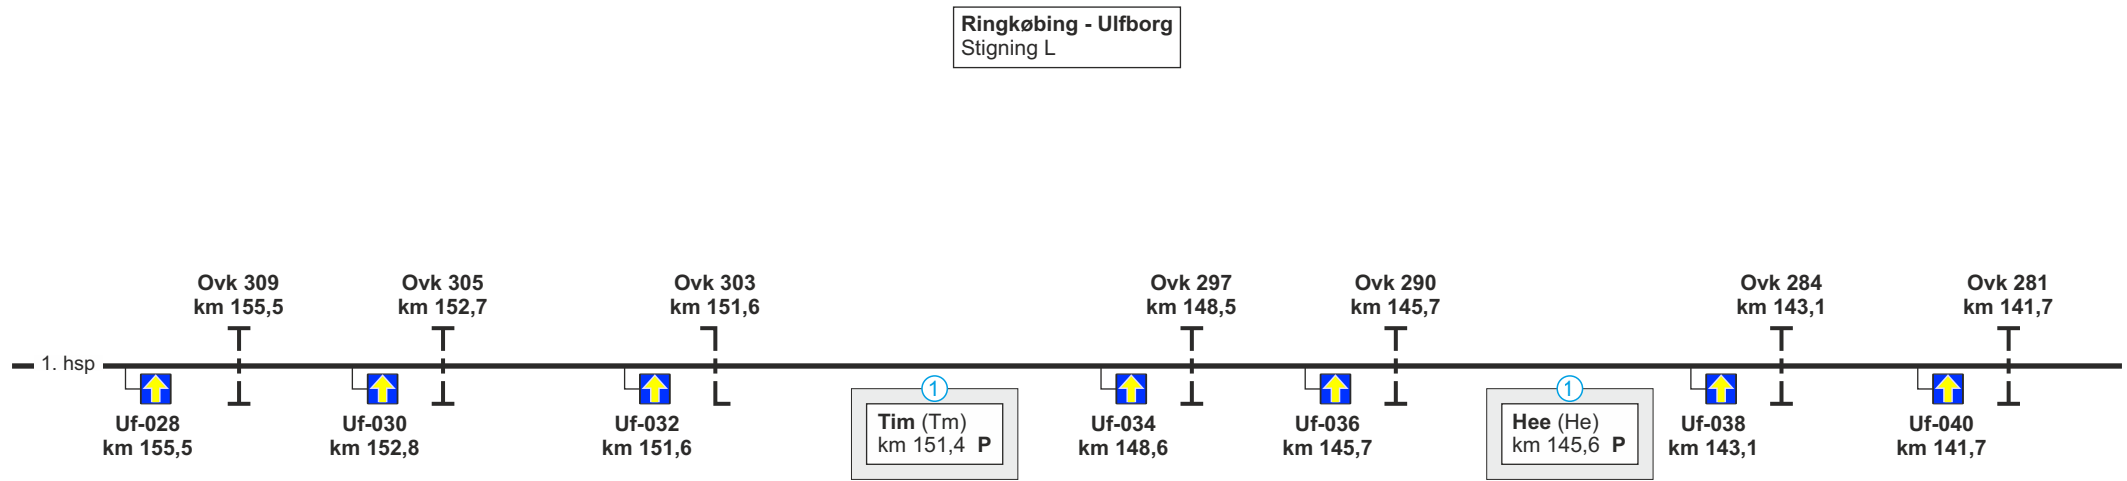 Ringkøbing - Ulfborg
Stigning L
Ovk 309
km 155,5
Ovk 305
km 152,7
Ovk 303
km 151,6
Ovk 297
km 148,5
Ovk 290
km 145,7
Ovk 284
km 143,1
Ovk 281
km 141,7
1. hsp
Uf-028
km 155,5
Uf-030
km 152,8
Uf-032
km 151,6
1
Tim (Tm)
km 151,4 P
Uf-034
km 148,6
Uf-036
km 145,7
1
Hee (He)
km 145,6 P
Uf-038
km 143,1
Uf-040
km 141,7